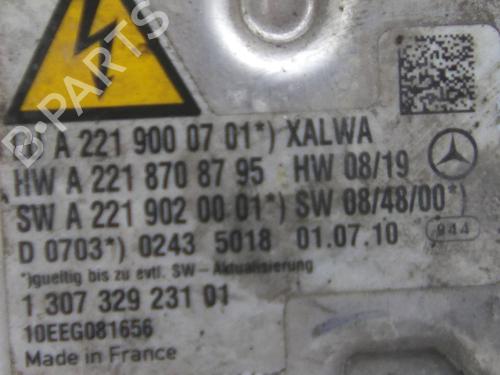 A 221 900 07 01*) XALWA
HW A 221 870 87 95 HW 08/19
SW A 221 902 00 01*) SW 08/48/00*)
D 0703*) 0243 5018 01.07.10 944
*)gueltig bis zu evtl. SW - Aktualisierung
1 307 329 231 01
10EEG081656
Made in France
B-Parts